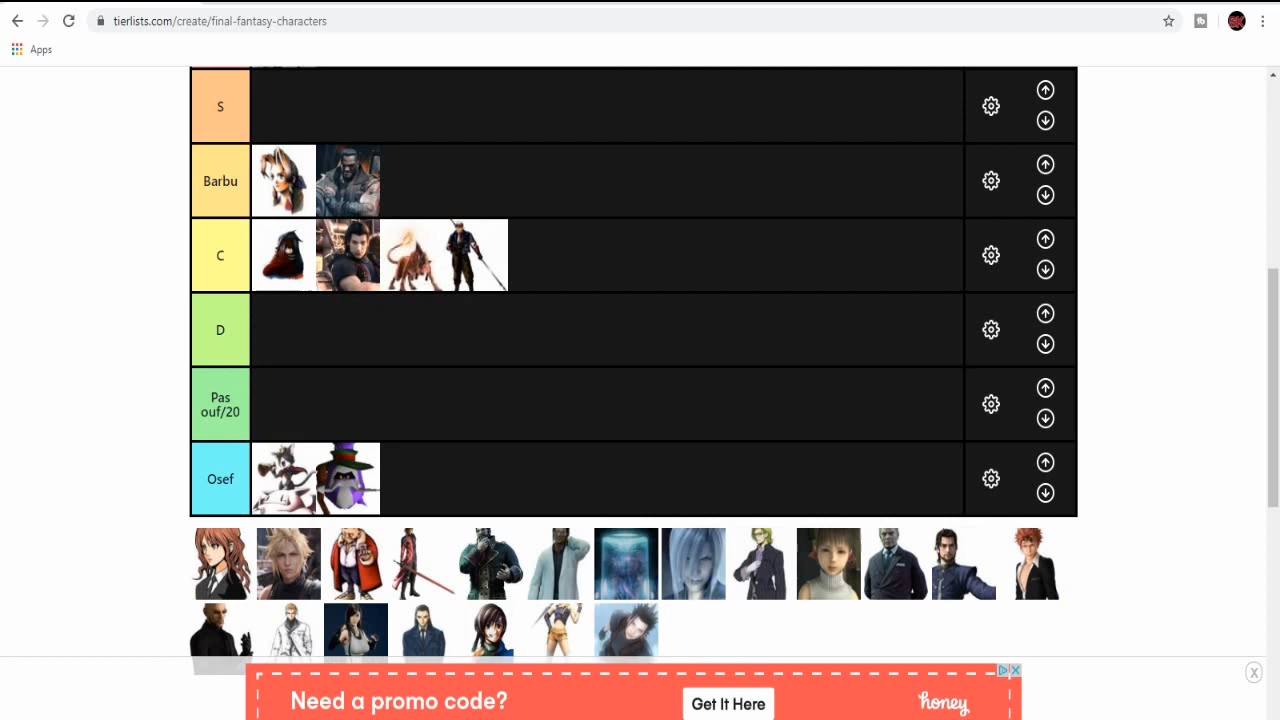 tierlists.com/create/final-fantasy-characters
Apps
S
Barbu
C
D
Pas
ouf/20
Osef
Need a promo code?
Get It Here
honey
X